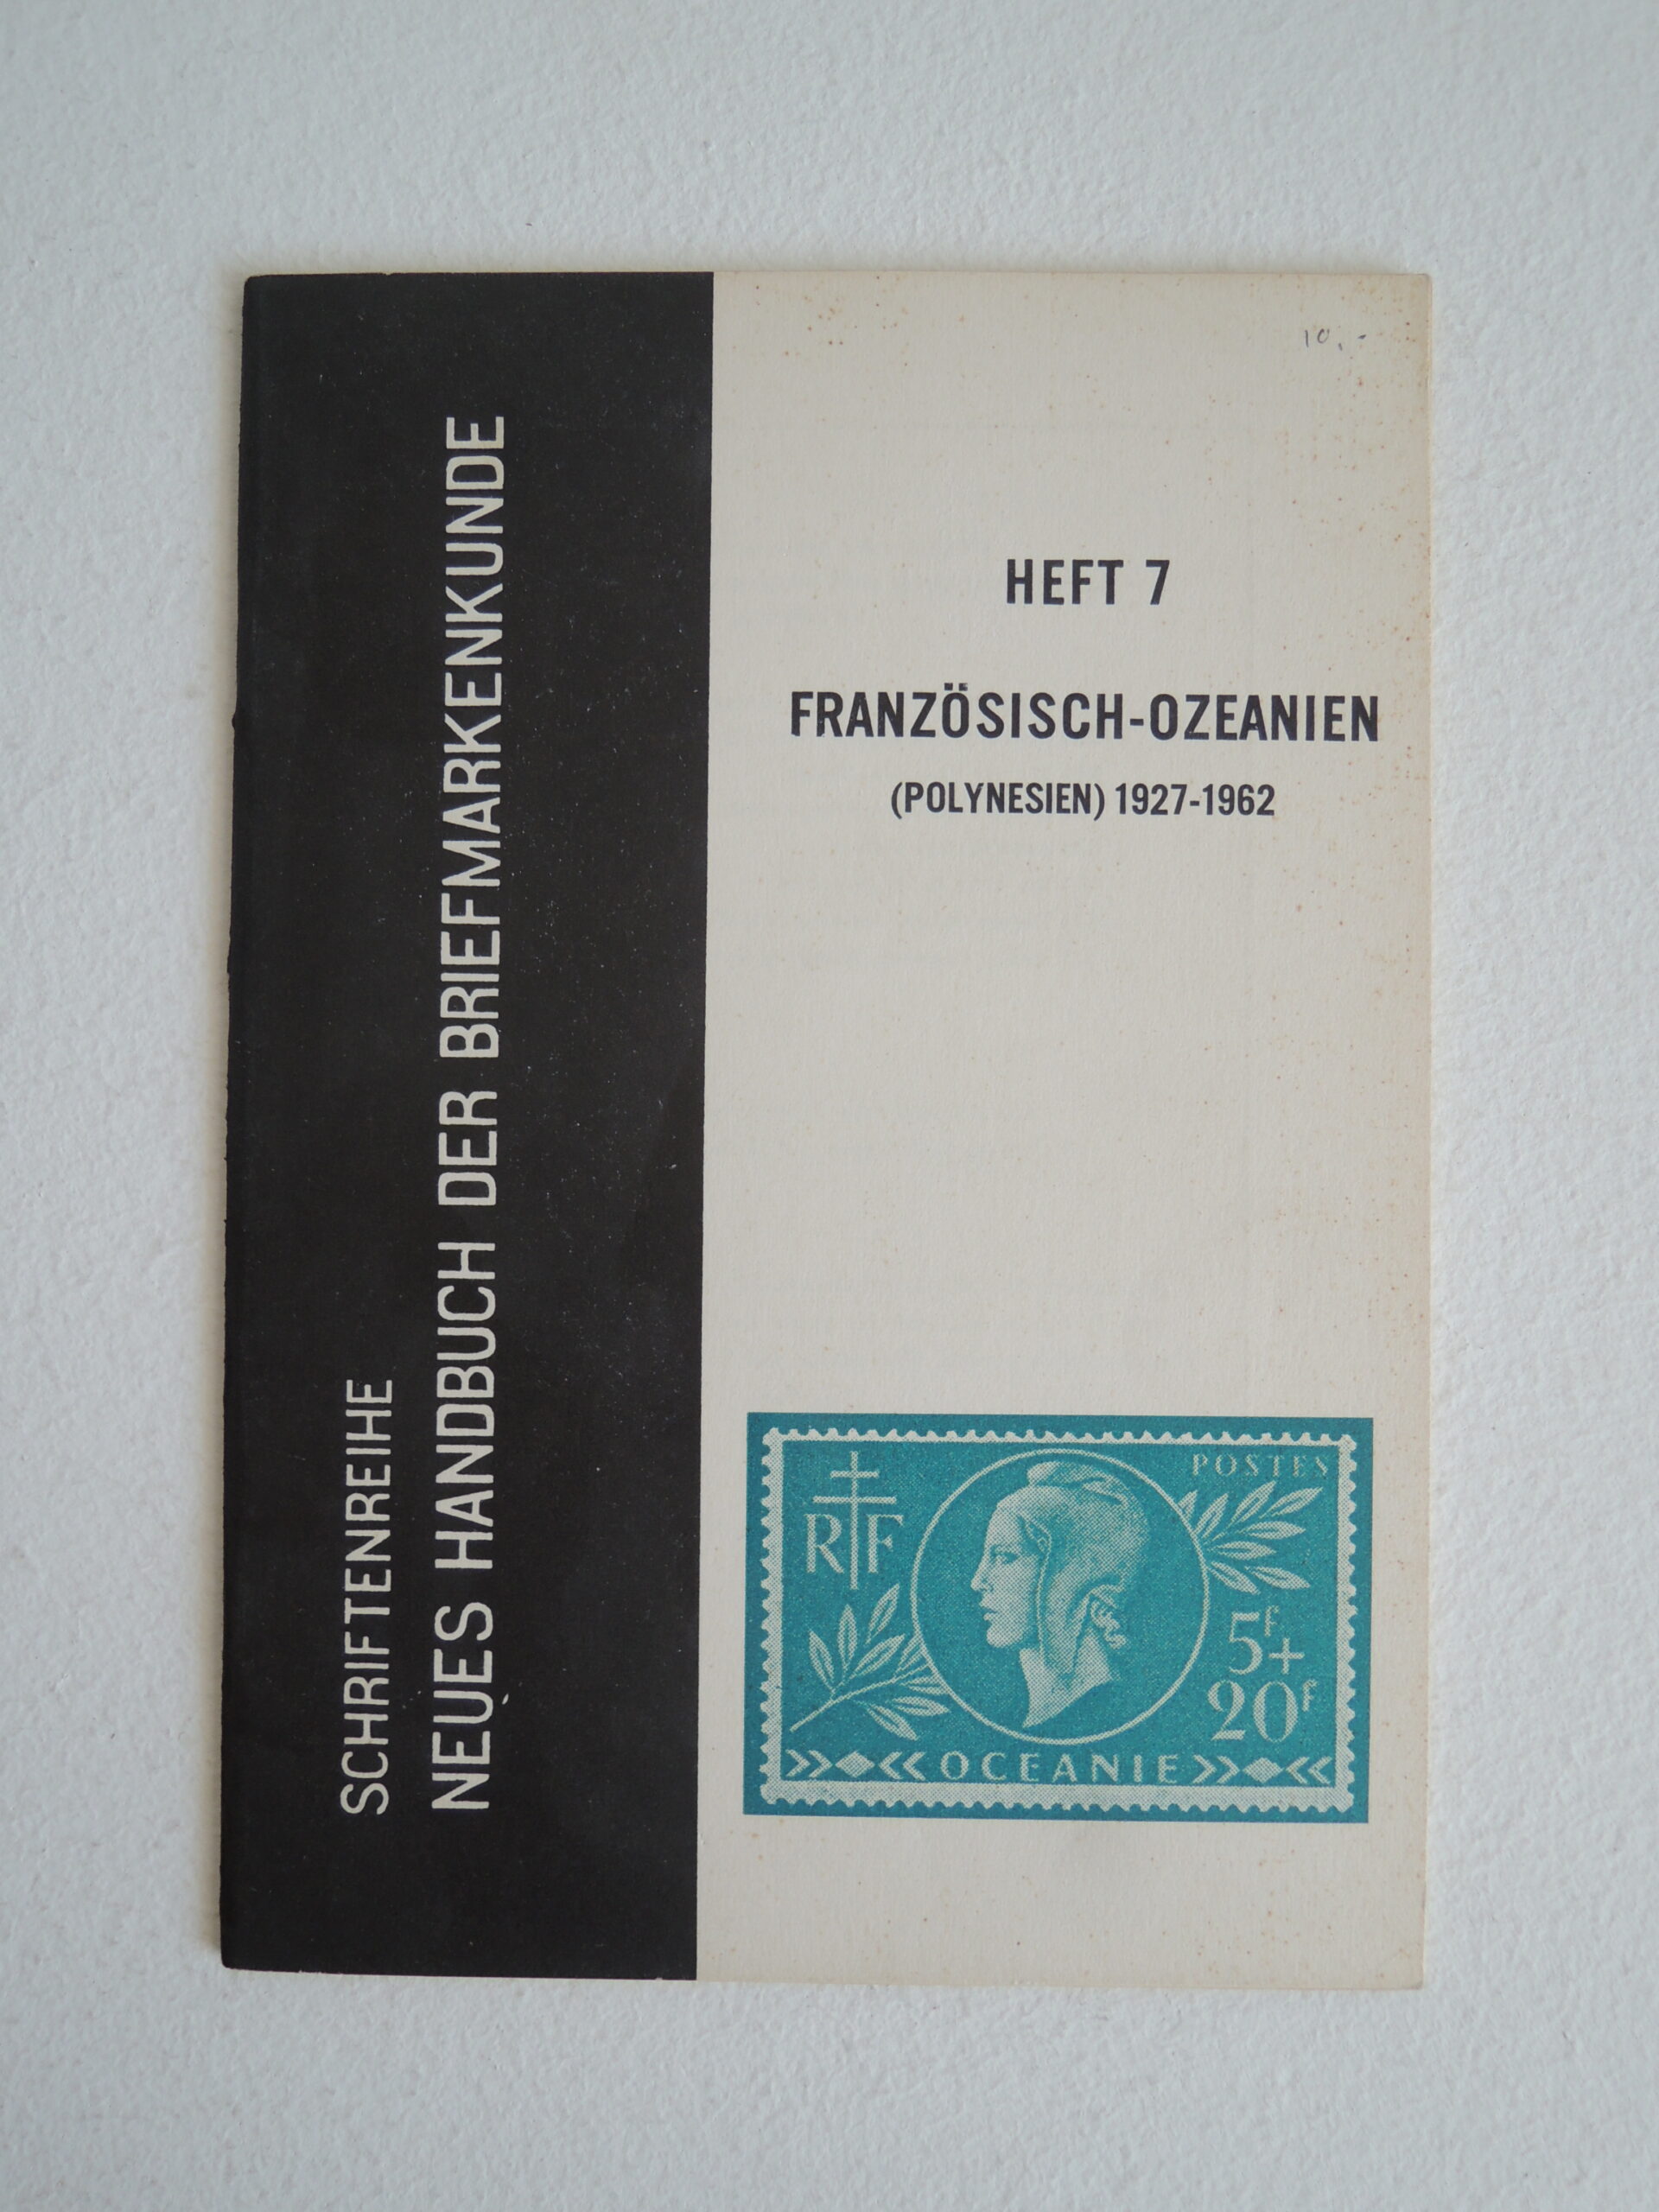 SCHRIFTENREIHE
NEUES HANDBUCH DER BRIEFMARKENKUNDE
10.-
HEFT 7
FRANZÖSISCH-OZEANIEN
(POLYNESIEN) 1927-1962
POSTES
RF
5F+
20F
OCEANIE